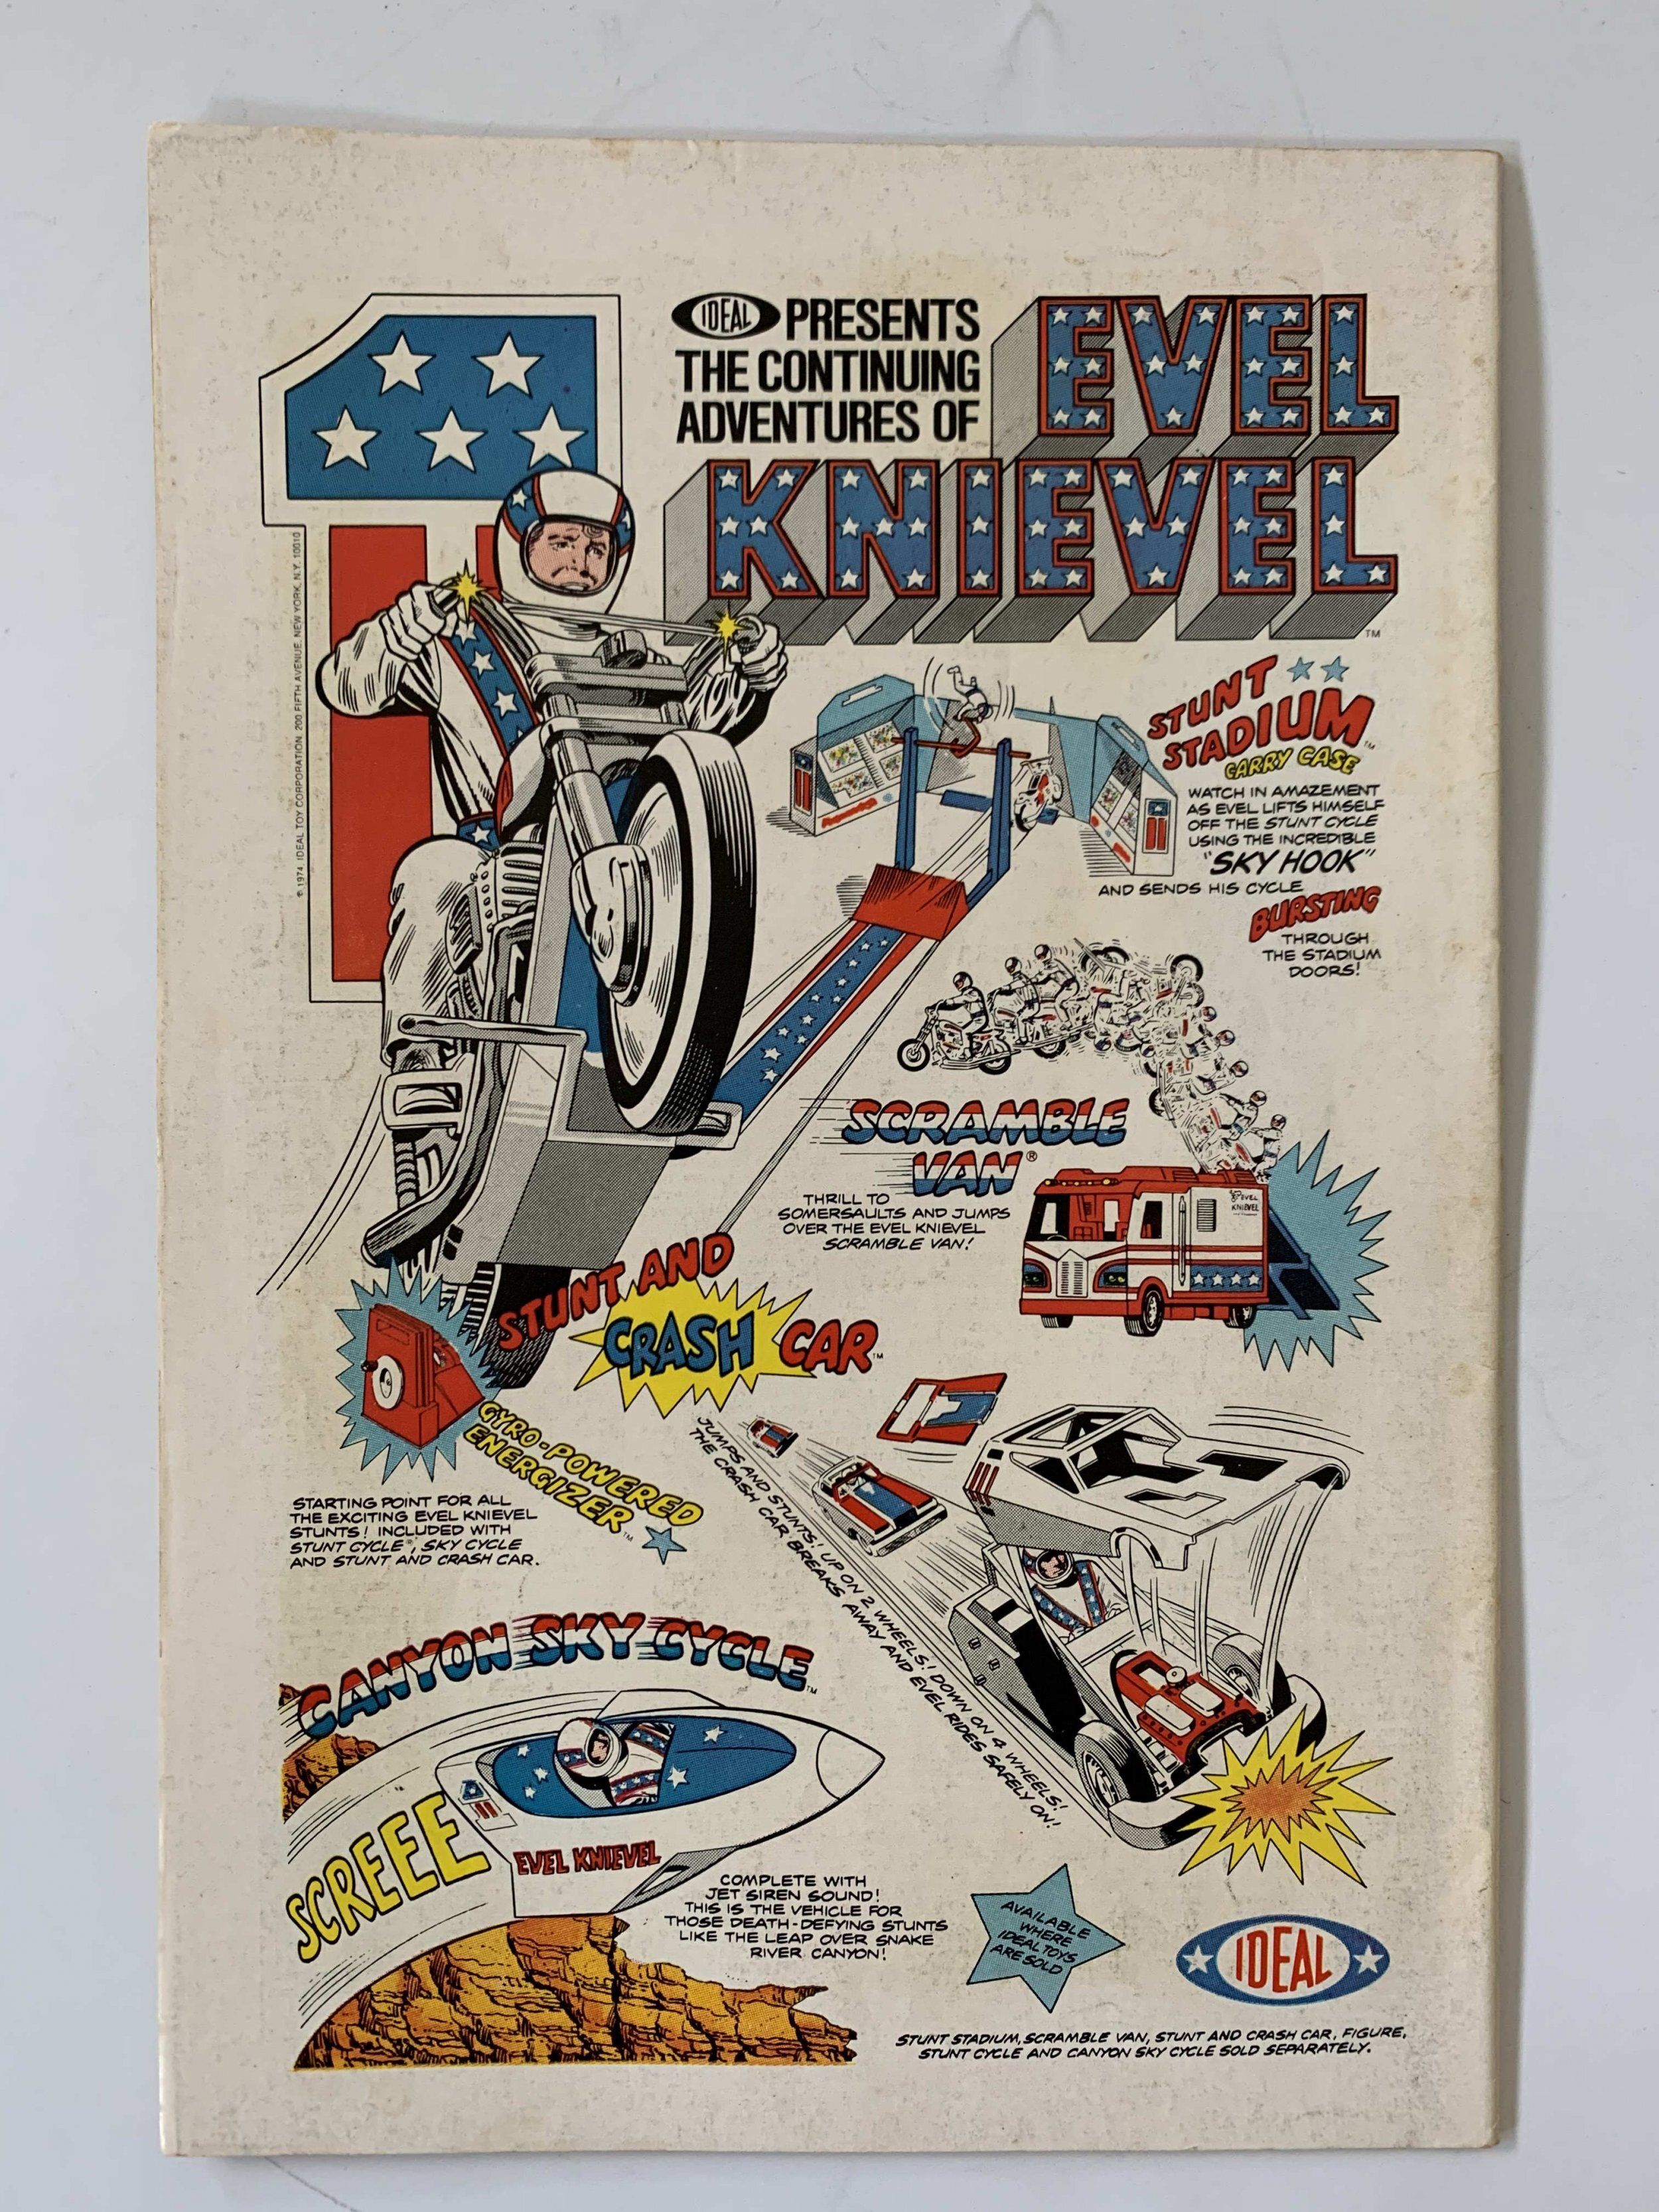 IDEAL PRESENTS
THE CONTINUING
ADVENTURES OF
EVEL
KNIEVEL
TM
© 1974, IDEAL TOY CORPORATION, 200 FIFTH AVENUE, NEW YORK, N.Y. 10010
1
STUNT
STADIUM™
CARRY CASE
WATCH IN AMAZEMENT
AS EVEL LIFTS HIMSELF
OFF THE STUNT CYCLE
USING THE INCREDIBLE
"SKY HOOK"
AND SENDS HIS CYCLE
BURSTING
THROUGH
THE STADIUM
DOORS!
SCRAMBLE
VAN®
THRILL TO
SOMERSAULTS AND JUMPS
OVER THE EVEL KNIEVEL
SCRAMBLE VAN!
EVEL
KNIEVEL
STUNT AND
CRASH CAR™
JUMPS AND STUNTS! UP ON 2 WHEELS! DOWN ON 4 WHEELS!
THE CRASH CAR BREAKS AWAY AND EVEL RIDES SAFELY ON!
GYRO-POWERED
ENERGIZER™
STARTING POINT FOR ALL
THE EXCITING EVEL KNIEVEL
STUNTS! INCLUDED WITH
STUNT CYCLE®, SKY CYCLE
AND STUNT AND CRASH CAR.
CANYON SKY CYCLE™
SCREEE
EVEL KNIEVEL
COMPLETE WITH
JET SIREN SOUND!
THIS IS THE VEHICLE FOR
THOSE DEATH-DEFYING STUNTS
LIKE THE LEAP OVER SNAKE
RIVER CANYON!
AVAILABLE
WHERE
IDEAL TOYS
ARE SOLD
IDEAL
STUNT STADIUM, SCRAMBLE VAN, STUNT AND CRASH CAR, FIGURE,
STUNT CYCLE AND CANYON SKY CYCLE SOLD SEPARATELY.